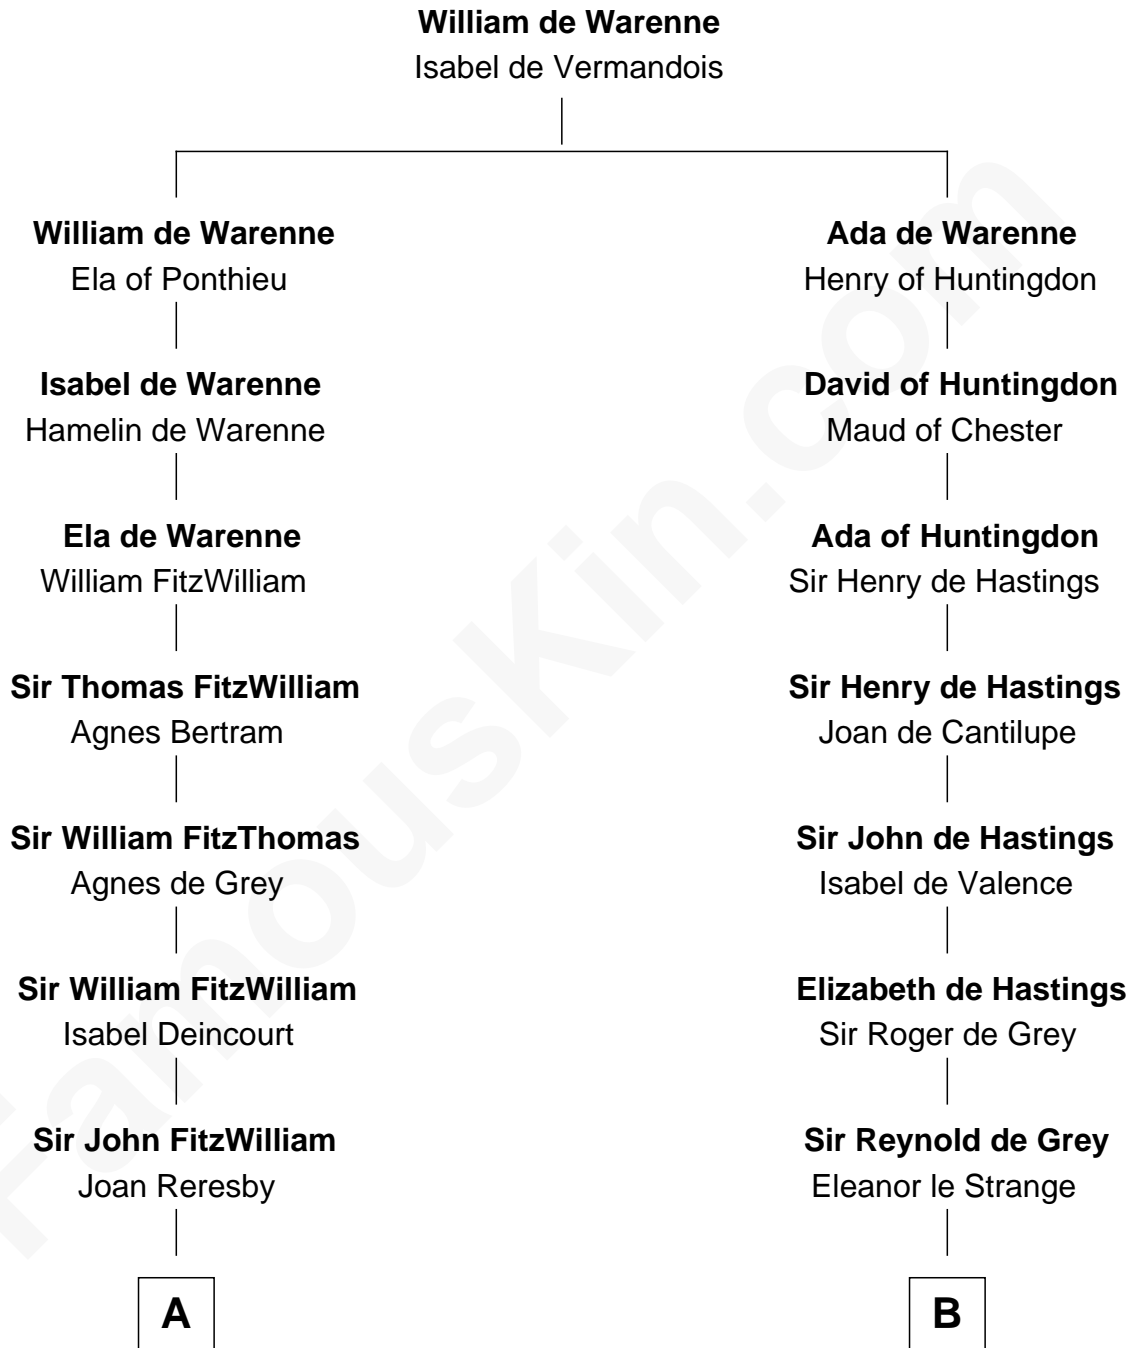 William de Warenne
Isabel de Vermandois
William de Warenne
Ela of Ponthieu
Isabel de Warenne
Hamelin de Warenne
Ela de Warenne
William FitzWilliam
Sir Thomas FitzWilliam
Agnes Bertram
Sir William FitzThomas
Agnes de Grey
Sir William FitzWilliam
Isabel Deincourt
Sir John FitzWilliam
Joan Reresby
A
Ada de Warenne
Henry of Huntingdon
David of Huntingdon
Maud of Chester
Ada of Huntingdon
Sir Henry de Hastings
Sir Henry de Hastings
Joan de Cantilupe
Sir John de Hastings
Isabel de Valence
Elizabeth de Hastings
Sir Roger de Grey
Sir Reynold de Grey
Eleanor le Strange
B
FamousKin.com